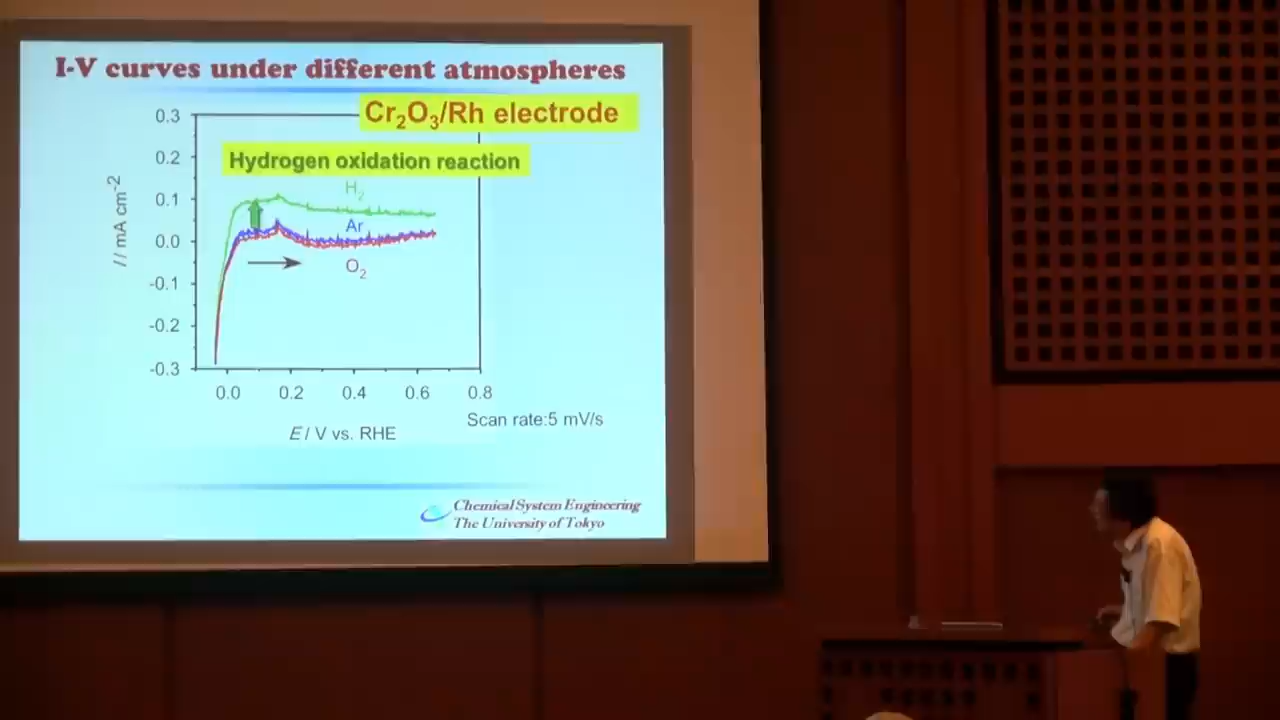 I-V curves under different atmospheres
Cr₂O₃/Rh electrode
Hydrogen oxidation reaction
H₂
Ar
O₂
I / mA cm⁻²
0.3
0.2
0.1
0.0
-0.1
-0.2
-0.3
0.0 0.2 0.4 0.6 0.8
E / V vs. RHE
Scan rate:5 mV/s
Chemical System Engineering
The University of Tokyo